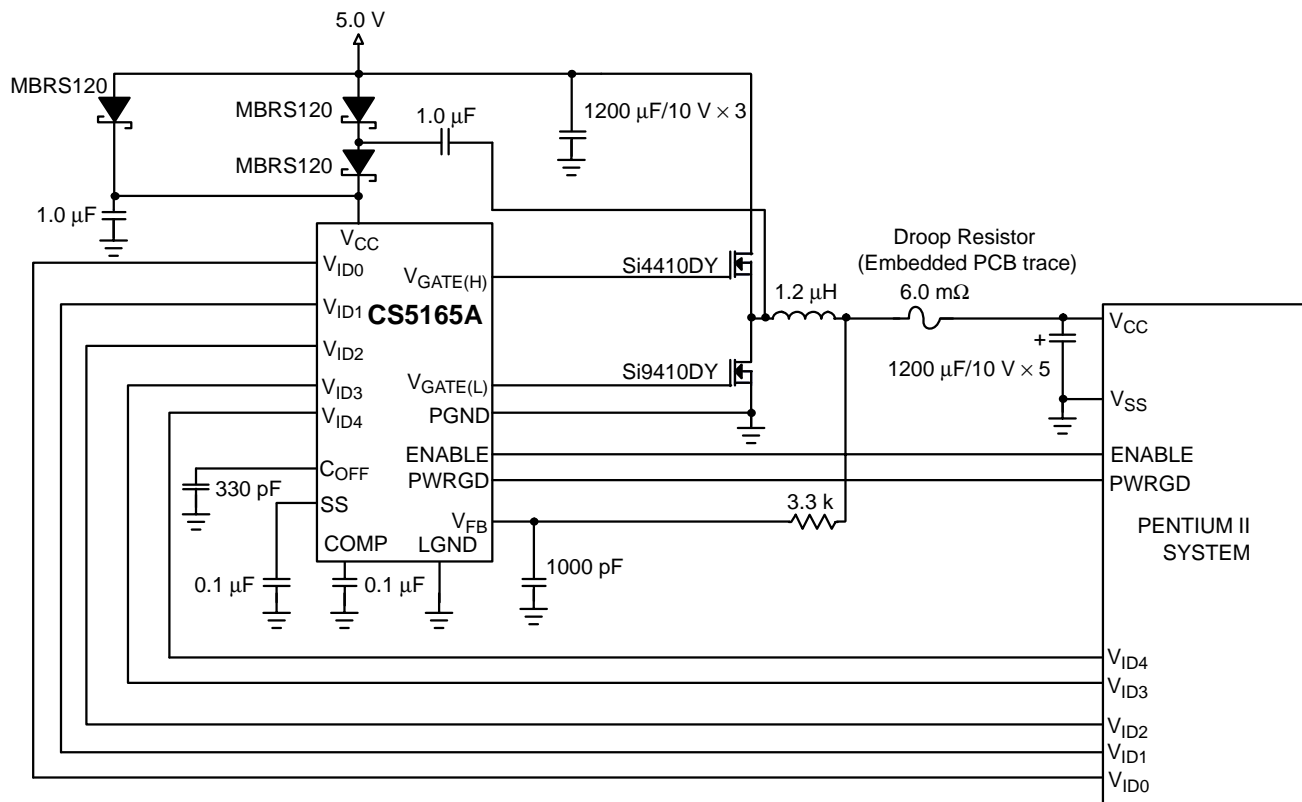 5.0 V
MBRS120
MBRS120
1.0 μF
1200 μF/10 V × 3
MBRS120
1.0 μF
VCC
VID0
VID1
VID2
VID3
VID4
COFF
SS
COMP
LGND
CS5165A
VGATE(H)
VGATE(L)
PGND
ENABLE
PWRGD
VFB
Si4410DY
Si9410DY
1.2 μH
Droop Resistor
(Embedded PCB trace)
6.0 mΩ
+
1200 μF/10 V × 5
330 pF
0.1 μF
0.1 μF
1000 pF
3.3 k
VCC
VSS
ENABLE
PWRGD
PENTIUM II
SYSTEM
VID4
VID3
VID2
VID1
VID0